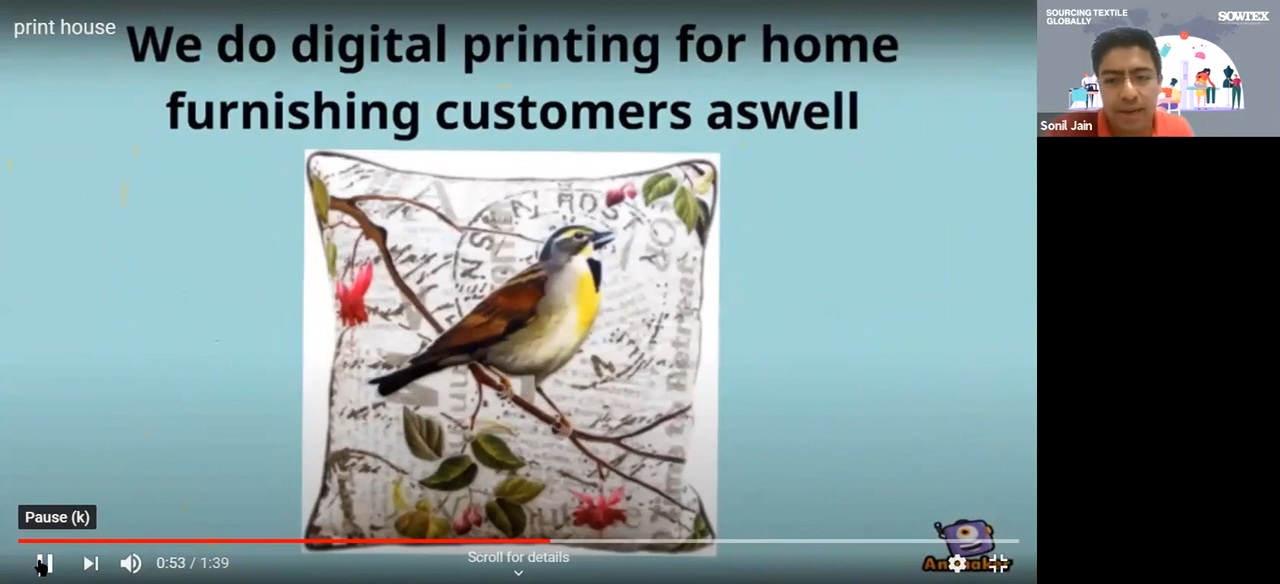 print house
We do digital printing for home
furnishing customers aswell
SOURCING TEXTILE
GLOBALLY
SOWTEX
Sonil Jain
Pause (k)
0:53 / 1:39
Scroll for details